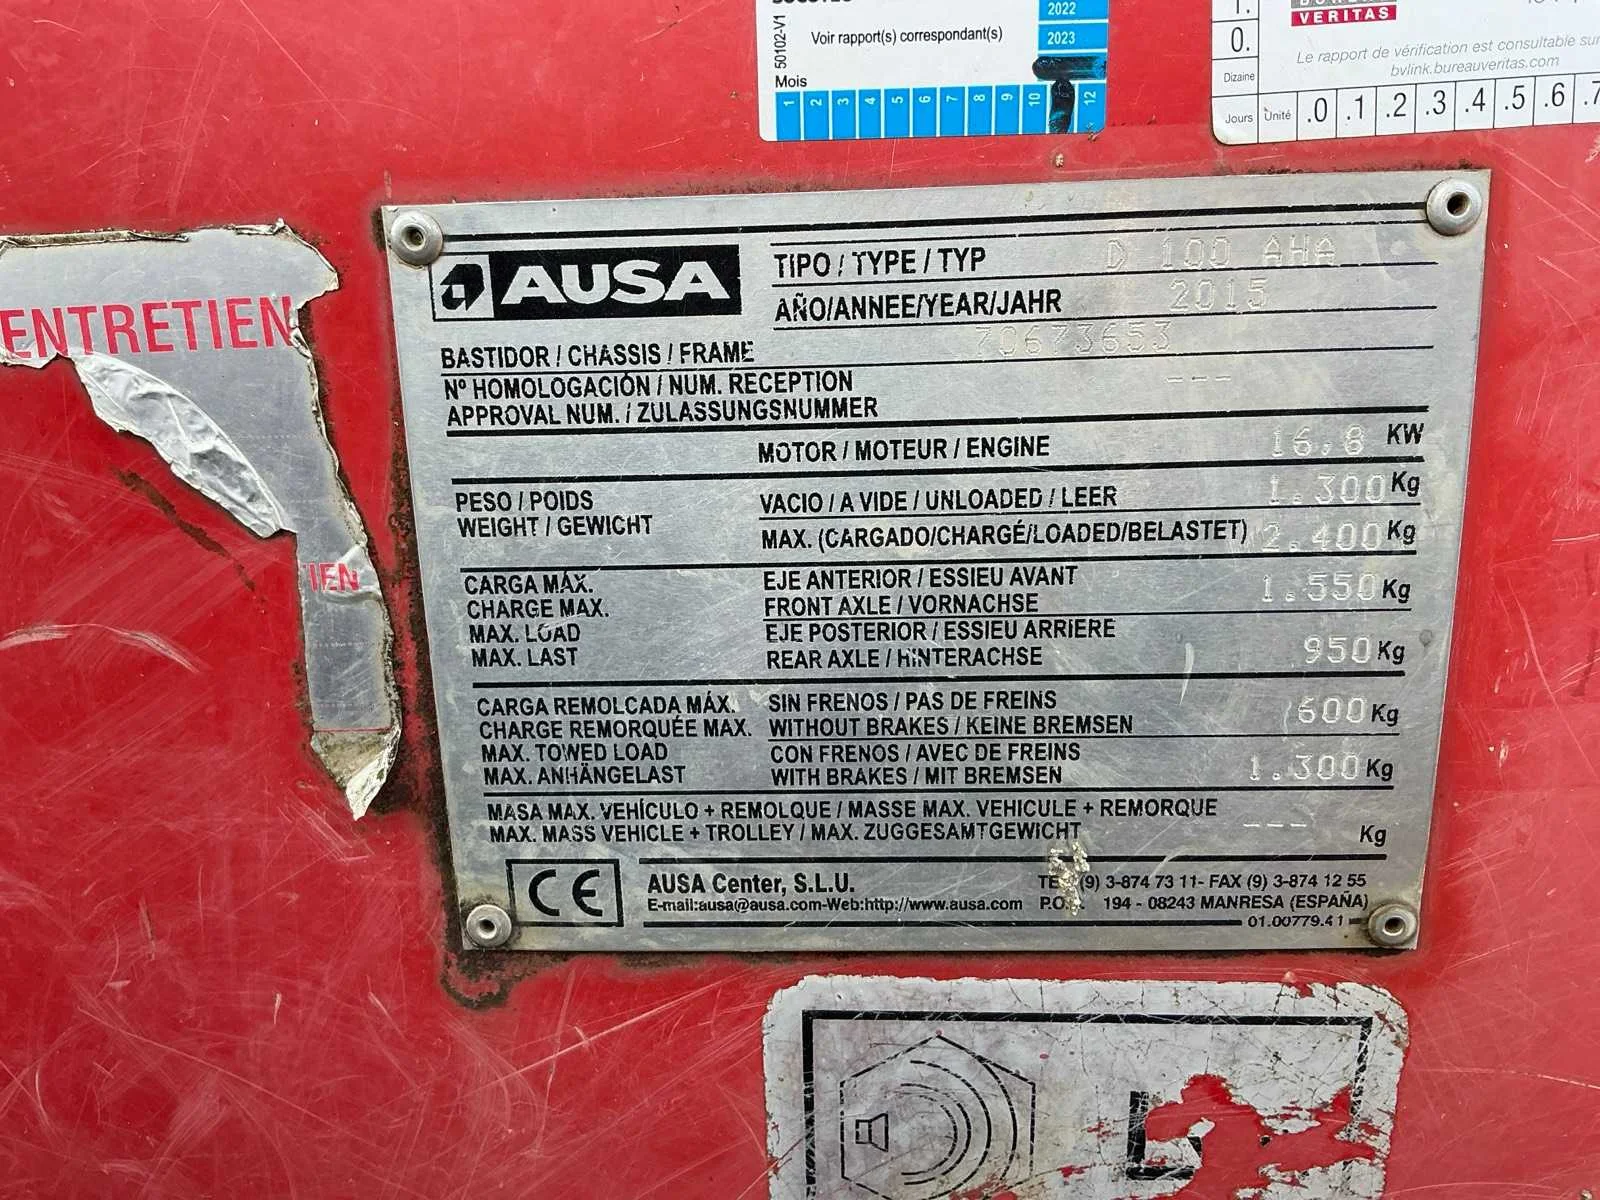 2022
50102-V1
Voir rapport(s) correspondant(s)
2023
Mois
1 2 3 4 5 6 7 8 9 10 12
1.
0.
Dizaine
Jours
Unité
.0 .1 .2 .3 .4 .5 .6 .7
VERITAS
Le rapport de vérification est consultable sur
bvlink.bureauveritas.com
ENTRETIEN
IEN
AUSA
TIPO / TYPE / TYP D 100 AHA
AÑO/ANNEE/YEAR/JAHR 2015
BASTIDOR / CHASSIS / FRAME 70673653
Nº HOMOLOGACIÓN / NUM. RECEPTION ---
APPROVAL NUM. / ZULASSUNGSNUMMER
MOTOR / MOTEUR / ENGINE 16,8 KW
PESO / POIDS
WEIGHT / GEWICHT
VACIO / A VIDE / UNLOADED / LEER 1.300 Kg
MAX. (CARGADO/CHARGÉ/LOADED/BELASTET) 2.400 Kg
CARGA MÁX.
CHARGE MAX.
MAX. LOAD
MAX. LAST
EJE ANTERIOR / ESSIEU AVANT
FRONT AXLE / VORNACHSE 1.550 Kg
EJE POSTERIOR / ESSIEU ARRIERE
REAR AXLE / HINTERACHSE 950 Kg
CARGA REMOLCADA MÁX.
CHARGE REMORQUÉE MAX.
MAX. TOWED LOAD
MAX. ANHÄNGELAST
SIN FRENOS / PAS DE FREINS
WITHOUT BRAKES / KEINE BREMSEN 600 Kg
CON FRENOS / AVEC DE FREINS
WITH BRAKES / MIT BREMSEN 1.300 Kg
MASA MAX. VEHÍCULO + REMOLQUE / MASSE MAX. VEHICULE + REMORQUE
MAX. MASS VEHICLE + TROLLEY / MAX. ZUGGESAMTGEWICHT --- Kg
CE
AUSA Center, S.L.U.
E-mail:ausa@ausa.com-Web:http://www.ausa.com
(9) 3-874 73 11- FAX (9) 3-874 12 55
194 - 08243 MANRESA (ESPAÑA)
01.00779.41